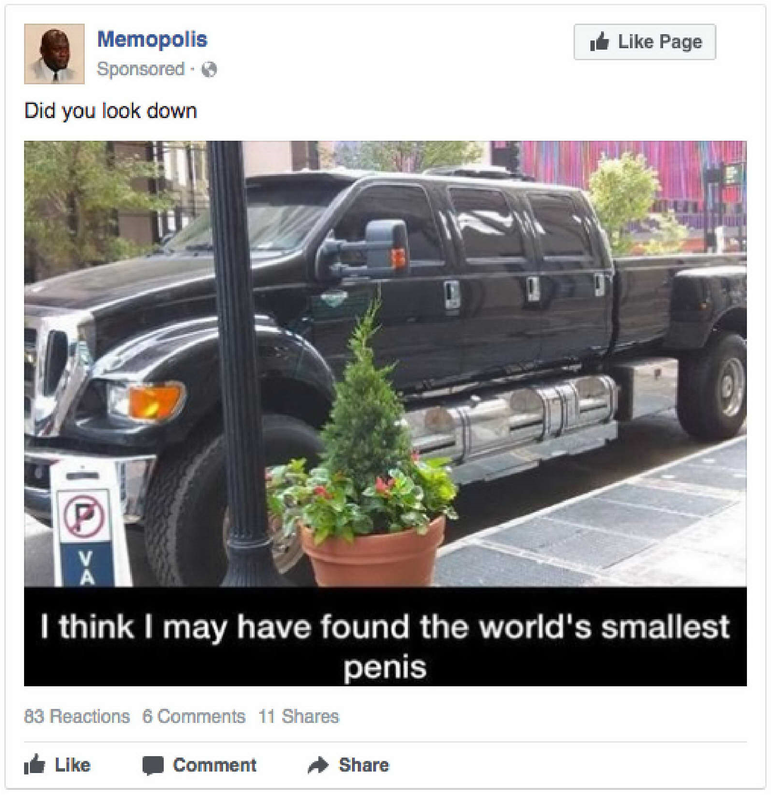 Memopolis
Like Page
Sponsored ·
Did you look down
P
V
A
I think I may have found the world's smallest
penis
83 Reactions 6 Comments 11 Shares
Like Comment Share